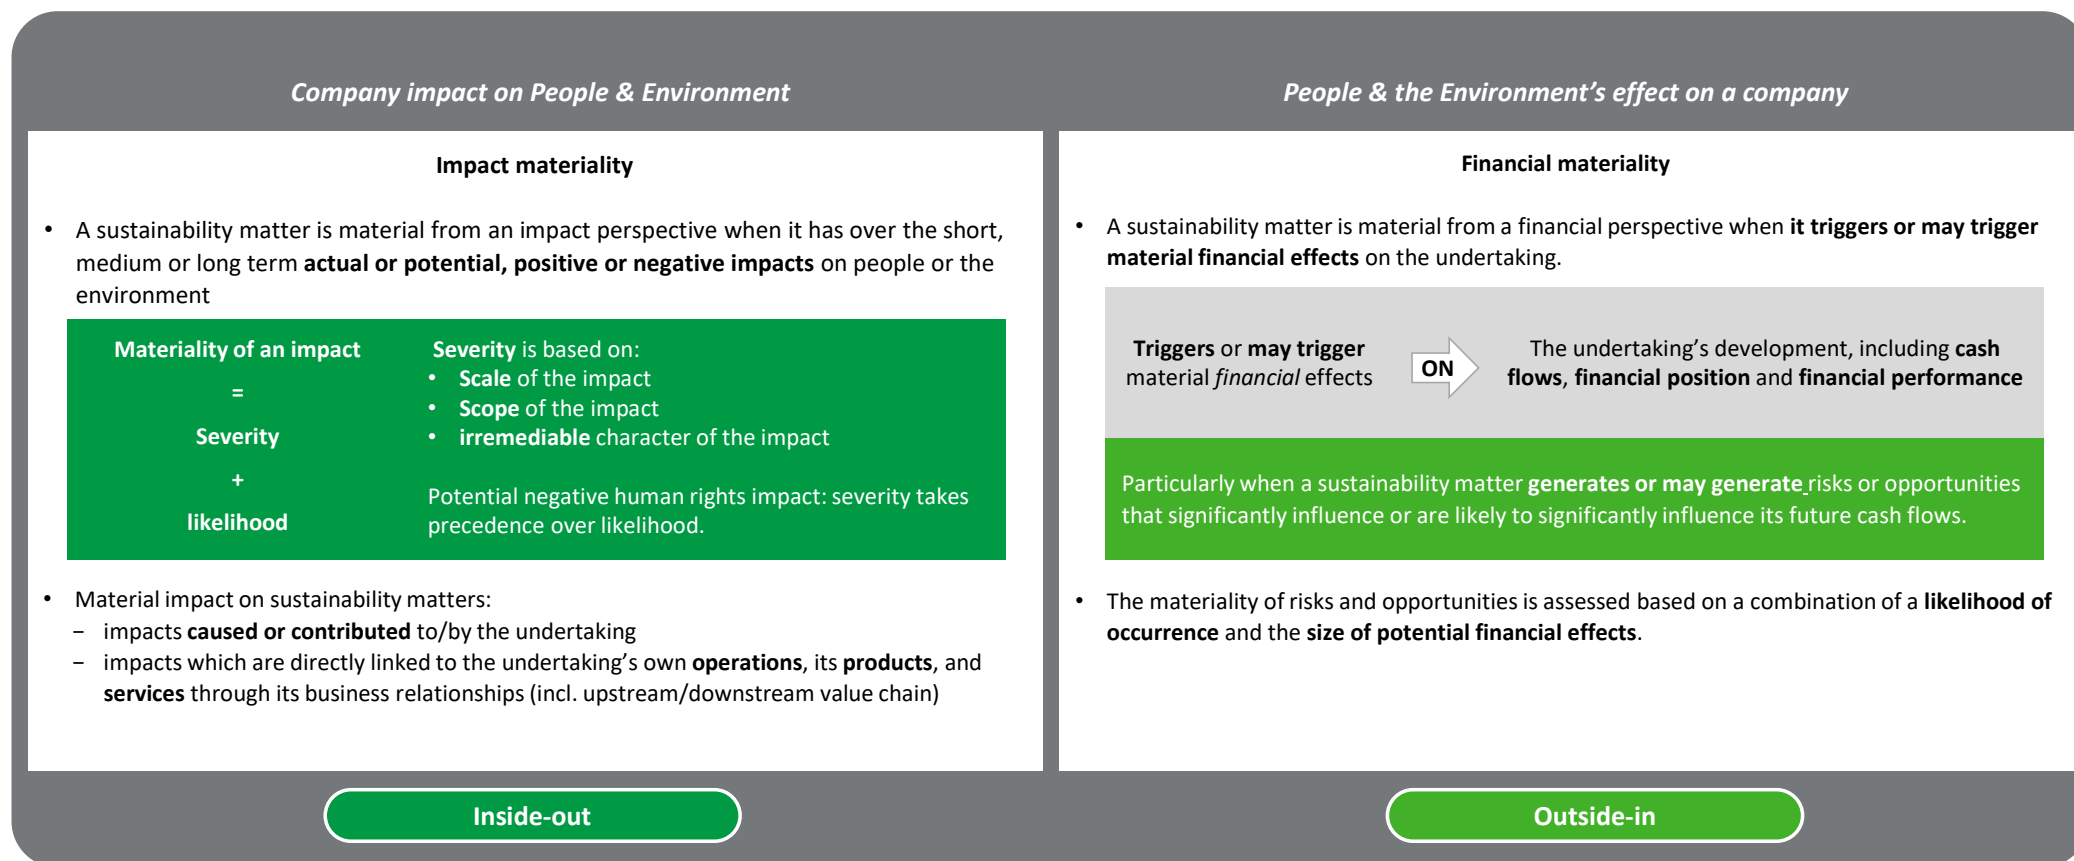 Company impact on People & Environment
Impact materiality
• A sustainability matter is material from an impact perspective when it has over the short,
medium or long term actual or potential, positive or negative impacts on people or the
environment
Materiality of an impact
=
Severity
+
likelihood
Severity is based on:
• Scale of the impact
• Scope of the impact
• irremediable character of the impact
Potential negative human rights impact: severity takes
precedence over likelihood.
• Material impact on sustainability matters:
– impacts caused or contributed to/by the undertaking
– impacts which are directly linked to the undertaking's own operations, its products, and
services through its business relationships (incl. upstream/downstream value chain)
Inside-out
People & the Environment's effect on a company
Financial materiality
• A sustainability matter is material from a financial perspective when it triggers or may trigger
material financial effects on the undertaking.
Triggers or may trigger
material financial effects
ON
The undertaking's development, including cash
flows, financial position and financial performance
Particularly when a sustainability matter generates or may generate risks or opportunities
that significantly influence or are likely to significantly influence its future cash flows.
• The materiality of risks and opportunities is assessed based on a combination of a likelihood of
occurrence and the size of potential financial effects.
Outside-in